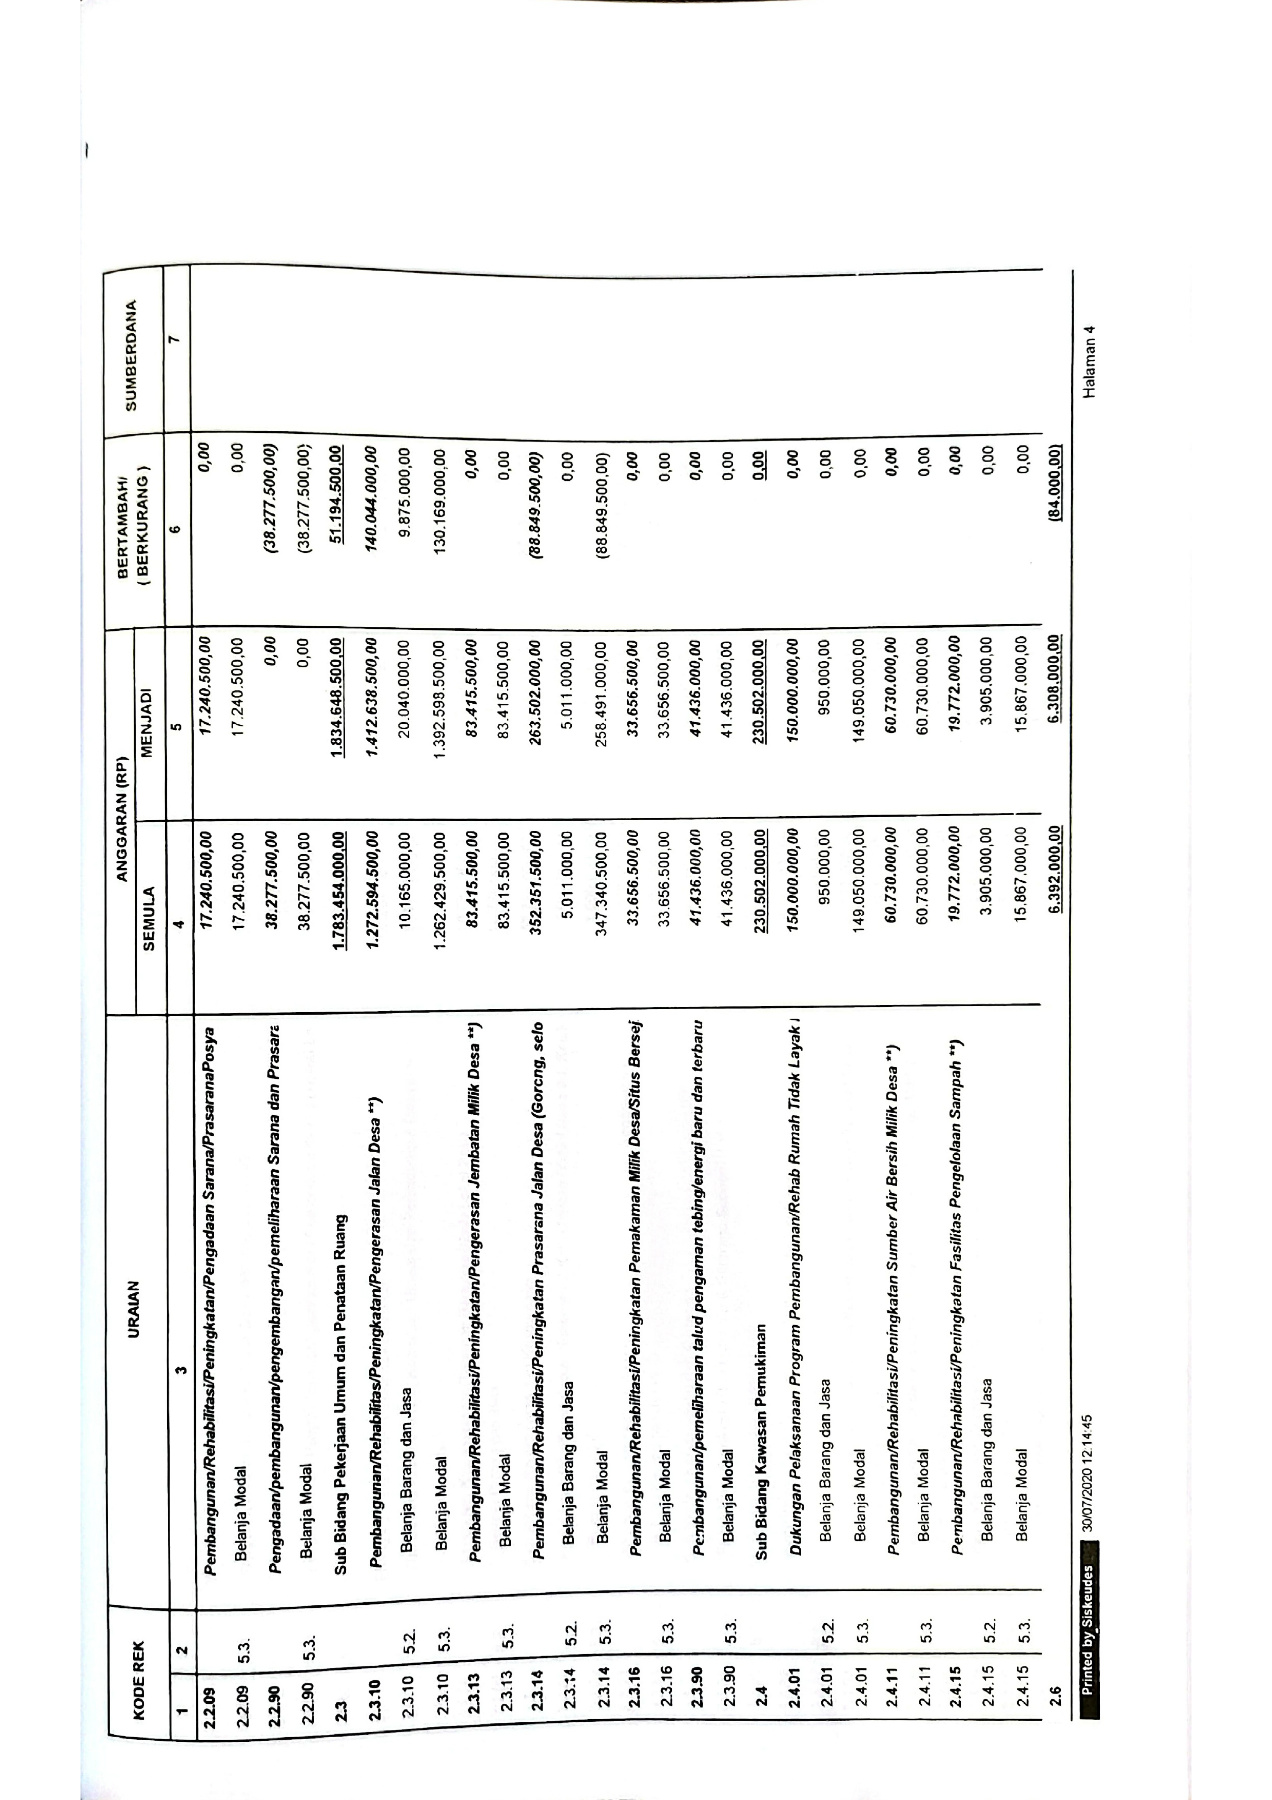 KODE REK URAIAN ANGGARAN (RP) BERTAMBAH/ ( BERKURANG ) SUMBERDANA
SEMULA MENJADI
1 2 3 4 5 6 7
2.2.09 Pembangunan/Rehabilitasi/Peningkatan/Pengadaan Sarana/PrasaranaPosya 17.240.500,00 17.240.500,00 0,00
2.2.09 5.3. Belanja Modal 17.240.500,00 17.240.500,00 0,00
2.2.90 Pengadaan/pembangunan/pengembangan/pemeliharaan Sarana dan Prasara 38.277.500,00 0,00 (38.277.500,00)
2.2.90 5.3. Belanja Modal 38.277.500,00 0,00 (38.277.500,00)
2.3 Sub Bidang Pekerjaan Umum dan Penataan Ruang 1.783.454.000,00 1.834.648.500,00 51.194.500,00
2.3.10 Pembangunan/Rehabilitas/Peningkatan/Pengerasan Jalan Desa **) 1.272.594.500,00 1.412.638.500,00 140.044.000,00
2.3.10 5.2. Belanja Barang dan Jasa 10.165.000,00 20.040.000,00 9.875.000,00
2.3.10 5.3. Belanja Modal 1.262.429.500,00 1.392.598.500,00 130.169.000,00
2.3.13 Pembangunan/Rehabilitasi/Peningkatan/Pengerasan Jembatan Milik Desa **) 83.415.500,00 83.415.500,00 0,00
2.3.13 5.3. Belanja Modal 83.415.500,00 83.415.500,00 0,00
2.3.14 Pembangunan/Rehabilitasi/Peningkatan Prasarana Jalan Desa (Gorong, selo 352.351.500,00 263.502.000,00 (88.849.500,00)
2.3.14 5.2. Belanja Barang dan Jasa 5.011.000,00 5.011.000,00 0,00
2.3.14 5.3. Belanja Modal 347.340.500,00 258.491.000,00 (88.849.500,00)
2.3.16 Pembangunan/Rehabilitasi/Peningkatan Pemakaman Milik Desa/Situs Bersej 33.656.500,00 33.656.500,00 0,00
2.3.16 5.3. Belanja Modal 33.656.500,00 33.656.500,00 0,00
2.3.90 Pembangunan/pemeliharaan talud pengaman tebing/energi baru dan terbaru 41.436.000,00 41.436.000,00 0,00
2.3.90 5.3. Belanja Modal 41.436.000,00 41.436.000,00 0,00
2.4 Sub Bidang Kawasan Pemukiman 230.502.000,00 230.502.000,00 0,00
2.4.01 Dukungan Pelaksanaan Program Pembangunan/Rehab Rumah Tidak Layak 150.000.000,00 150.000.000,00 0,00
2.4.01 5.2. Belanja Barang dan Jasa 950.000,00 950.000,00 0,00
2.4.01 5.3. Belanja Modal 149.050.000,00 149.050.000,00 0,00
2.4.11 Pembangunan/Rehabilitasi/Peningkatan Sumber Air Bersih Milik Desa **) 60.730.000,00 60.730.000,00 0,00
2.4.11 5.3. Belanja Modal 60.730.000,00 60.730.000,00 0,00
2.4.15 Pembangunan/Rehabilitasi/Peningkatan Fasilitas Pengelolaan Sampah **) 19.772.000,00 19.772.000,00 0,00
2.4.15 5.2. Belanja Barang dan Jasa 3.905.000,00 3.905.000,00 0,00
2.4.15 5.3. Belanja Modal 15.867.000,00 15.867.000,00 0,00
2.6 6.392.000,00 6.308.000,00 (84.000,00)
Printed by Siskeudes 30/07/2020 12:14:45 Halaman 4